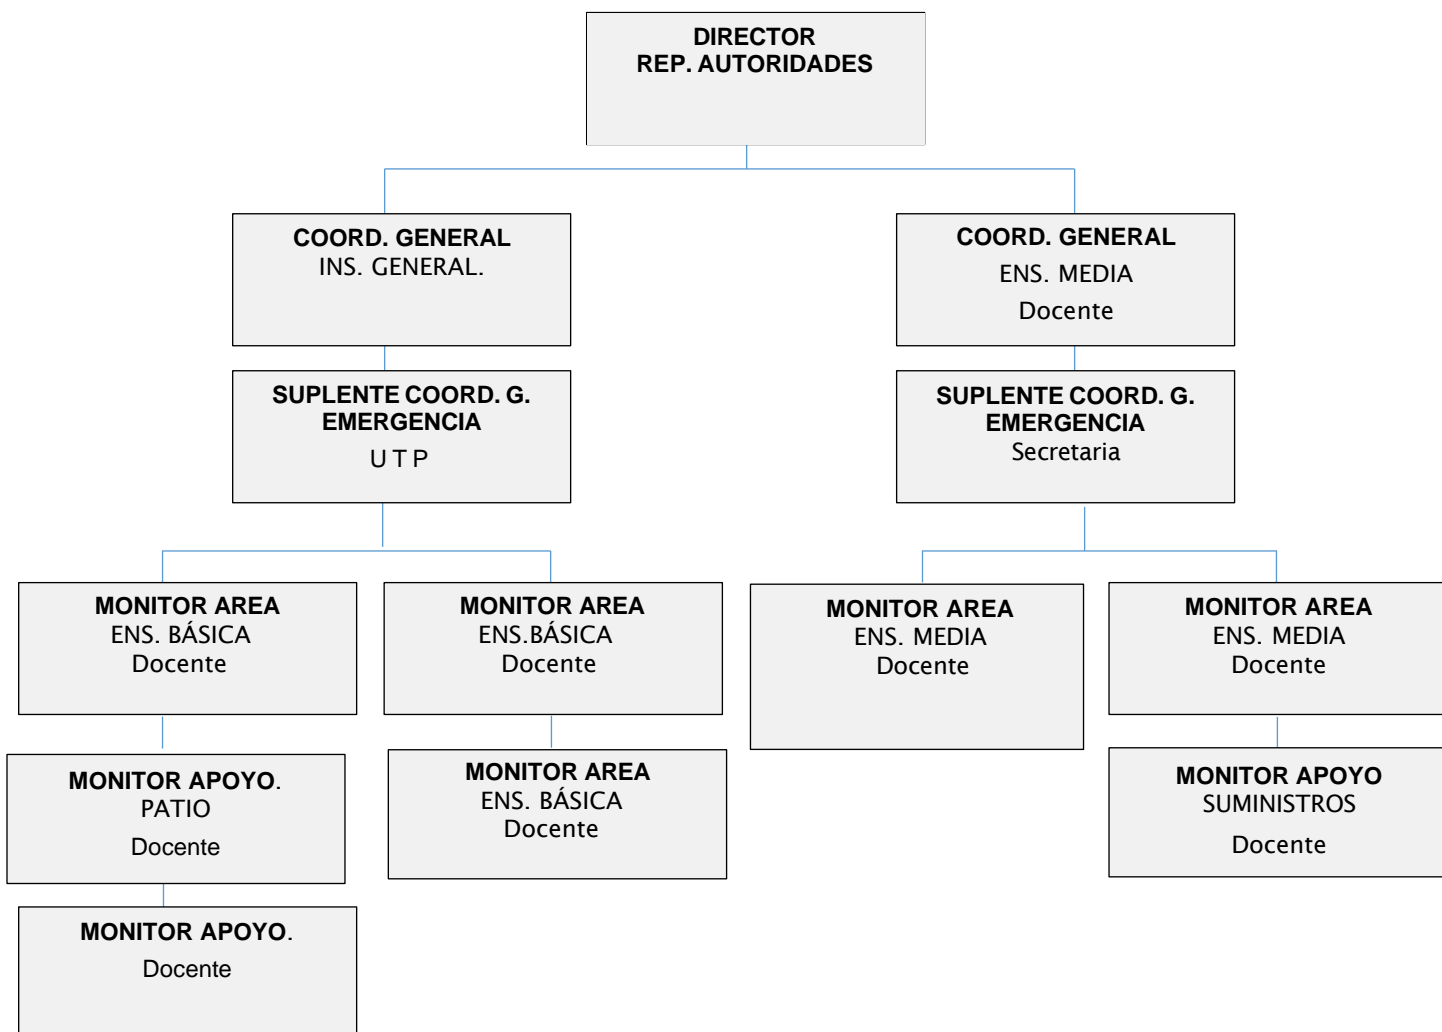 DIRECTOR
REP. AUTORIDADES
COORD. GENERAL
INS. GENERAL.
COORD. GENERAL
ENS. MEDIA
Docente
SUPLENTE COORD. G.
EMERGENCIA
U T P
SUPLENTE COORD. G.
EMERGENCIA
Secretaria
MONITOR AREA
ENS. BÁSICA
Docente
MONITOR AREA
ENS.BÁSICA
Docente
MONITOR AREA
ENS. MEDIA
Docente
MONITOR AREA
ENS. MEDIA
Docente
MONITOR APOYO.
PATIO
Docente
MONITOR AREA
ENS. BÁSICA
Docente
MONITOR APOYO
SUMINISTROS
Docente
MONITOR APOYO.
Docente